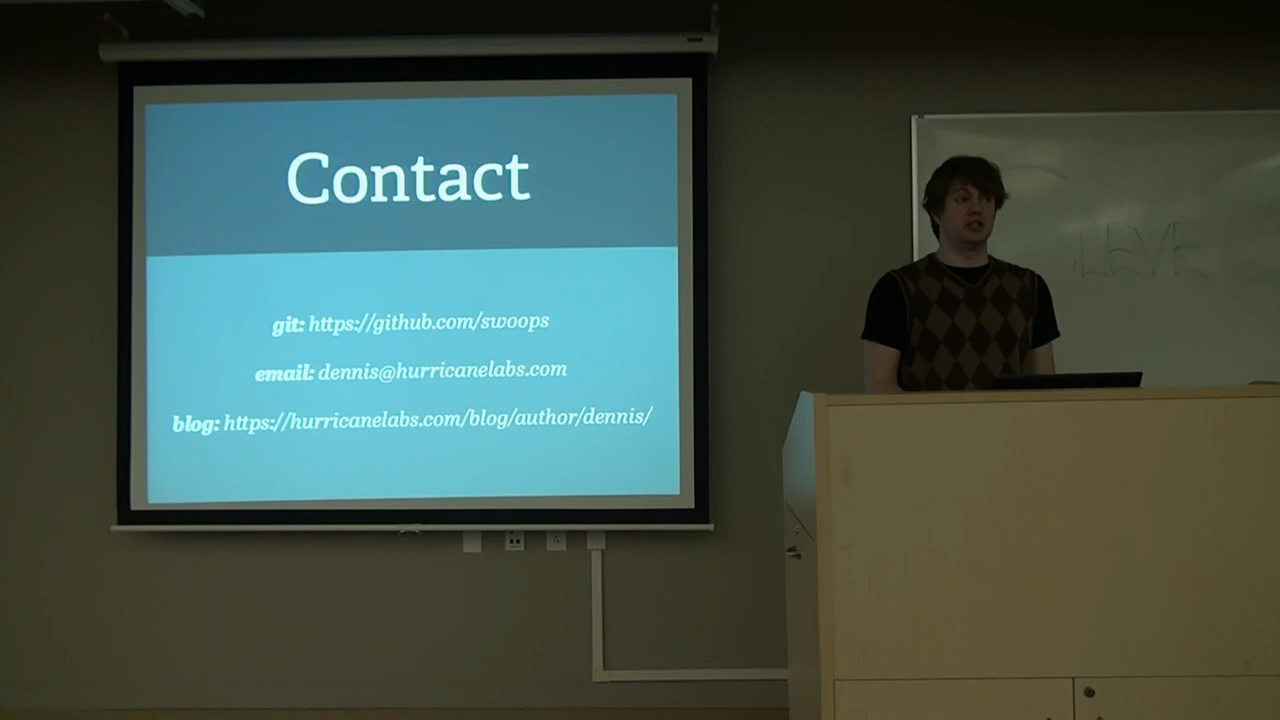 Contact
git: https://github.com/swoops
email: dennis@hurricanelabs.com
blog: https://hurricanelabs.com/blog/author/dennis/